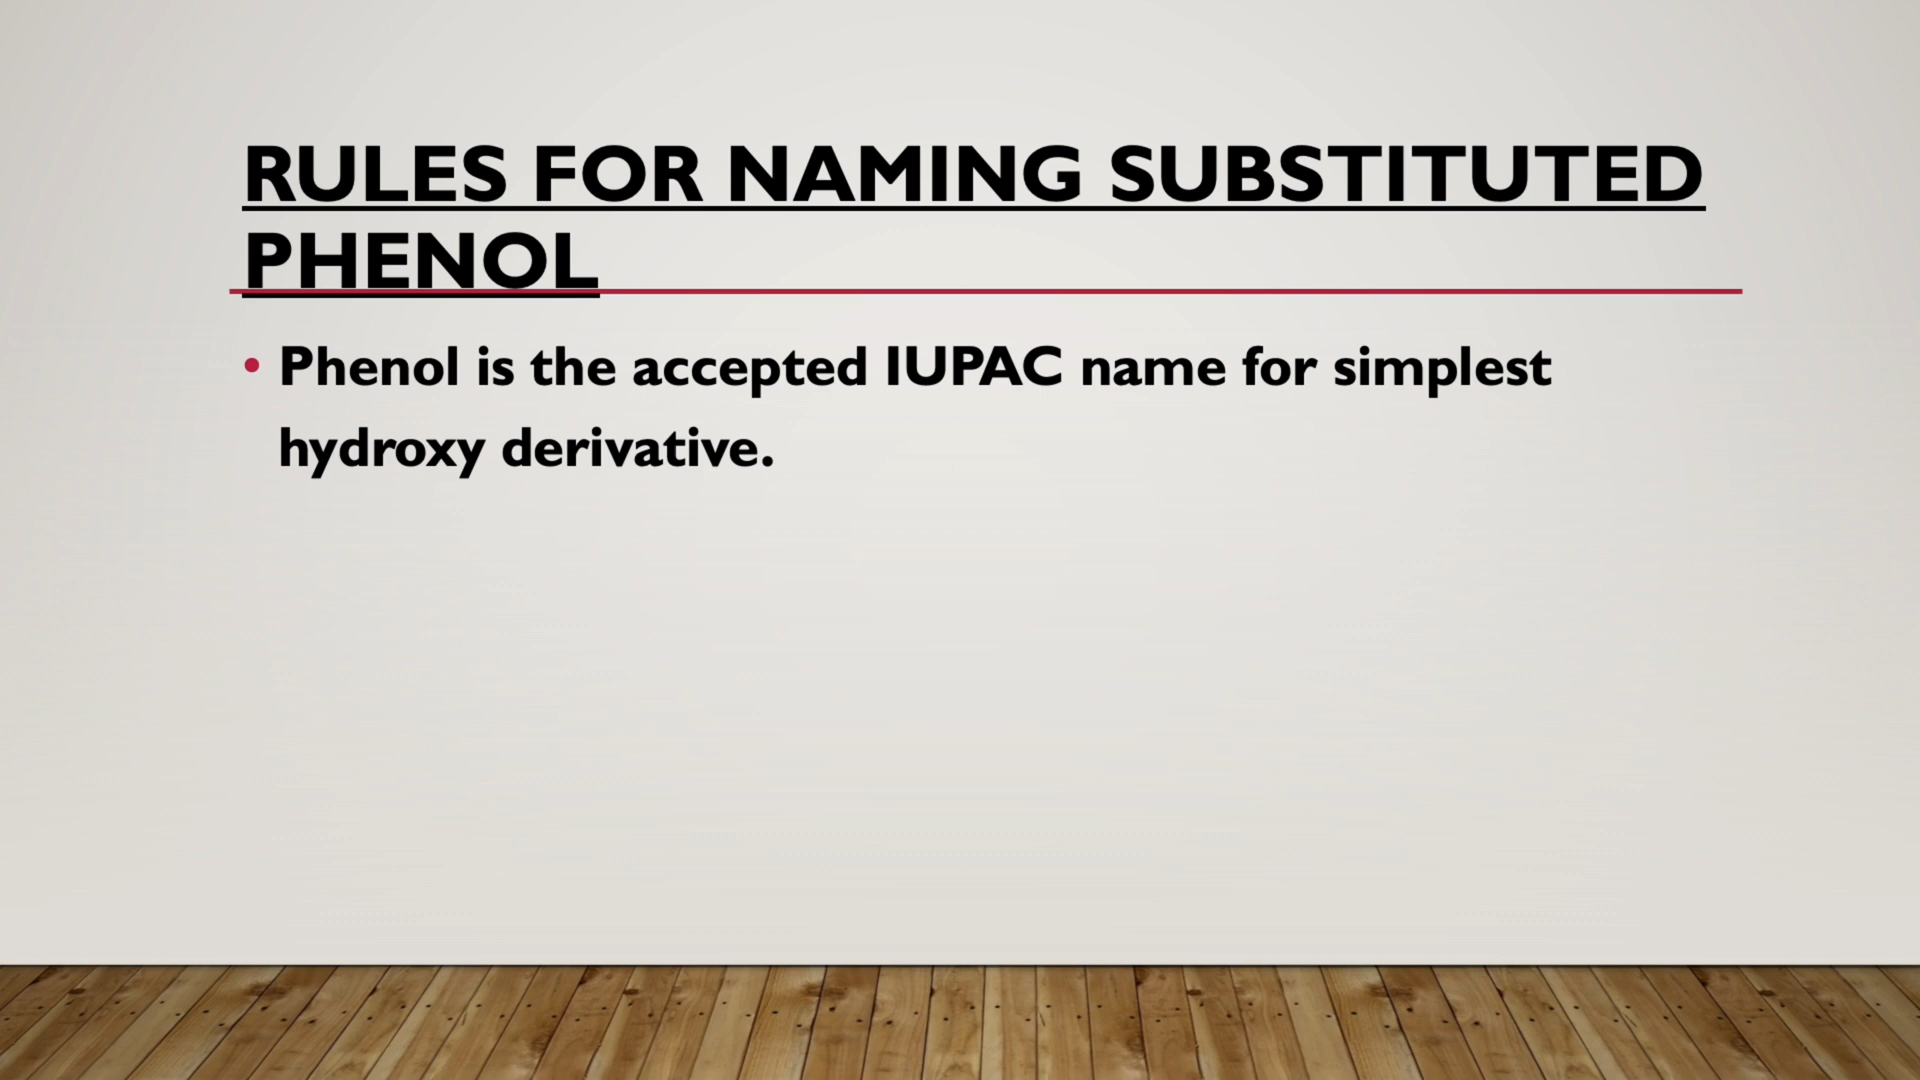 RULES FOR NAMING SUBSTITUTED
PHENOL
• Phenol is the accepted IUPAC name for simplest
hydroxy derivative.